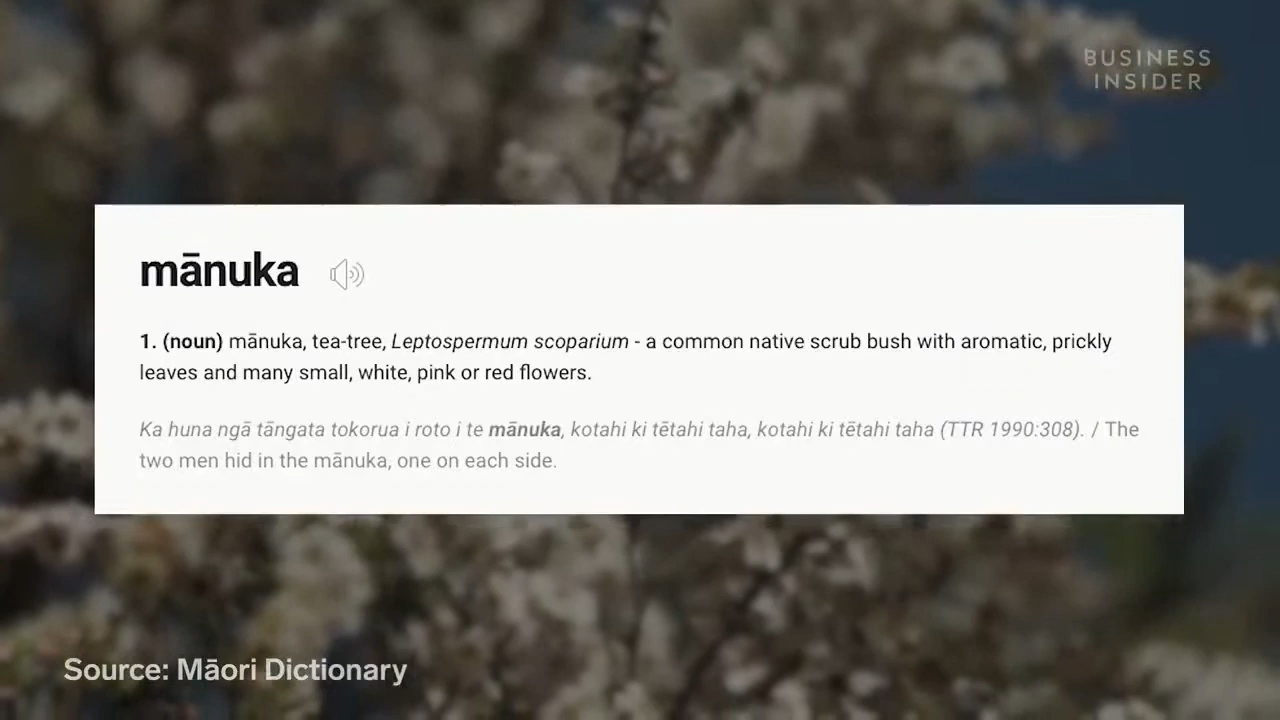 BUSINESS
INSIDER
mānuka
1. (noun) mānuka, tea-tree, Leptospermum scoparium - a common native scrub bush with aromatic, prickly
leaves and many small, white, pink or red flowers.
Ka huna ngā tāngata tokorua i roto i te mānuka, kotahi ki tētahi taha, kotahi ki tētahi taha (TTR 1990:308). / The
two men hid in the mānuka, one on each side.
Source: Māori Dictionary